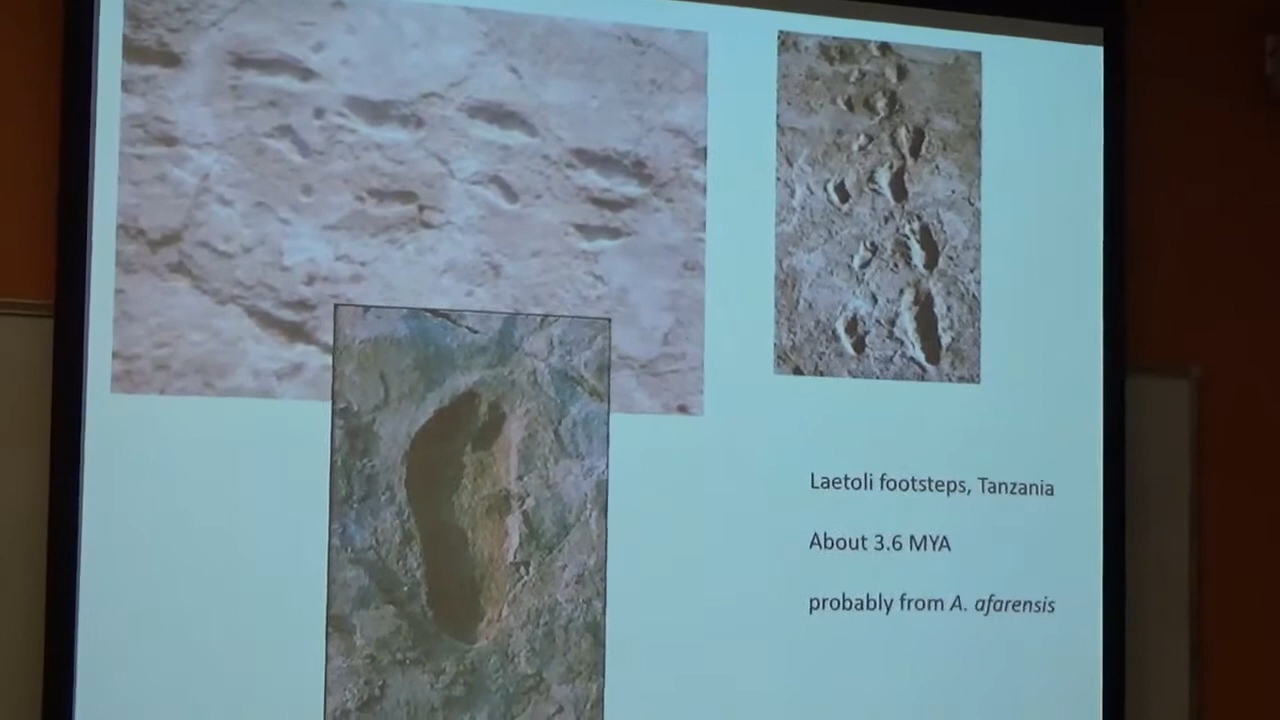 Laetoli footsteps, Tanzania
About 3.6 MYA
probably from A. afarensis